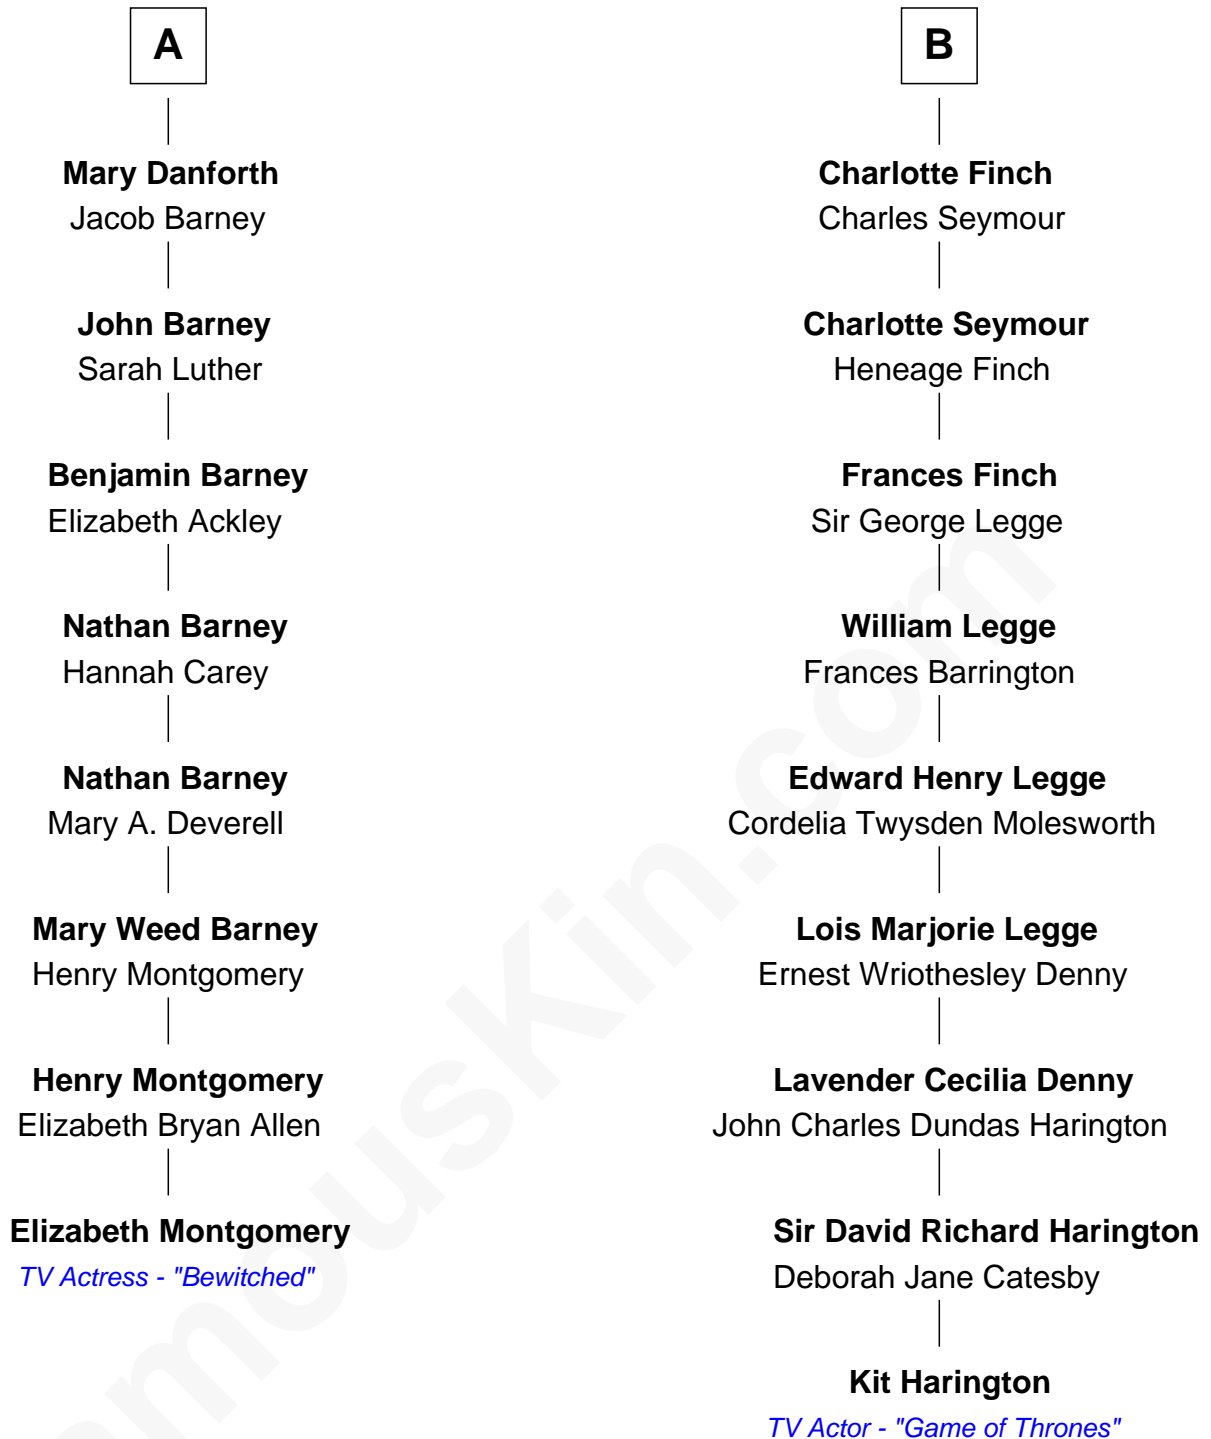 A
Mary Danforth
Jacob Barney
John Barney
Sarah Luther
Benjamin Barney
Elizabeth Ackley
Nathan Barney
Hannah Carey
Nathan Barney
Mary A. Deverell
Mary Weed Barney
Henry Montgomery
Henry Montgomery
Elizabeth Bryan Allen
Elizabeth Montgomery
TV Actress - "Bewitched"
B
Charlotte Finch
Charles Seymour
Charlotte Seymour
Heneage Finch
Frances Finch
Sir George Legge
William Legge
Frances Barrington
Edward Henry Legge
Cordelia Twysden Molesworth
Lois Marjorie Legge
Ernest Wriothesley Denny
Lavender Cecilia Denny
John Charles Dundas Harington
Sir David Richard Harington
Deborah Jane Catesby
Kit Harington
TV Actor - "Game of Thrones"
amousKin.com